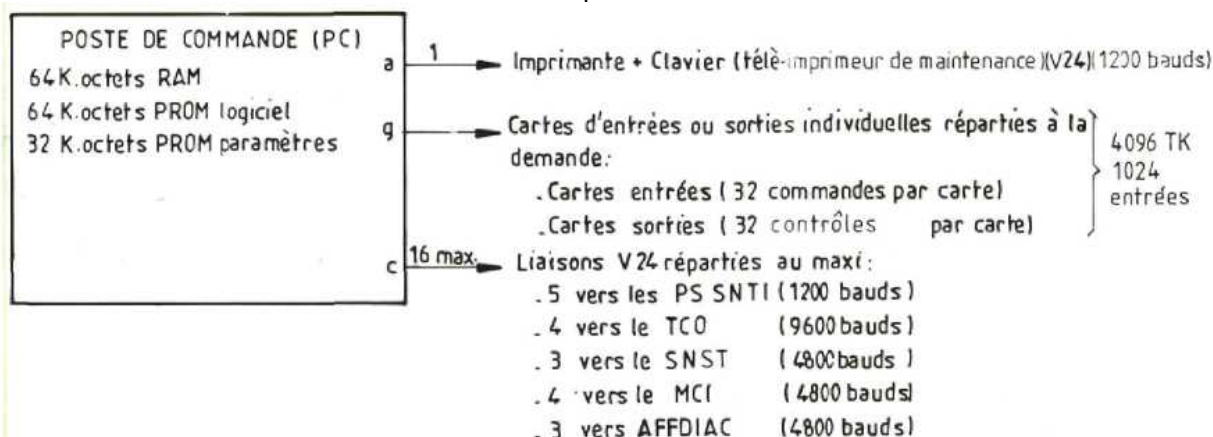 POSTE DE COMMANDE (PC)
64 K.octets RAM
64 K.octets PROM logiciel
32 K.octets PROM paramètres
a 1 Imprimante + Clavier (télè-imprimeur de maintenance)(V24)(1200 bauds)
g Cartes d'entrées ou sorties individuelles réparties à la
demande:
.Cartes entrées (32 commandes par carte)
.Cartes sorties (32 contrôles par carte)
4096 TK
1024
entrées
c 16 max. Liaisons V24 réparties au maxi:
.5 vers les PS SNTI (1200 bauds)
.4 vers le TCO (9600 bauds)
.3 vers le SNST (4800 bauds)
.4 vers le MCI (4800 bauds)
.3 vers AFFDIAC (4800 bauds)